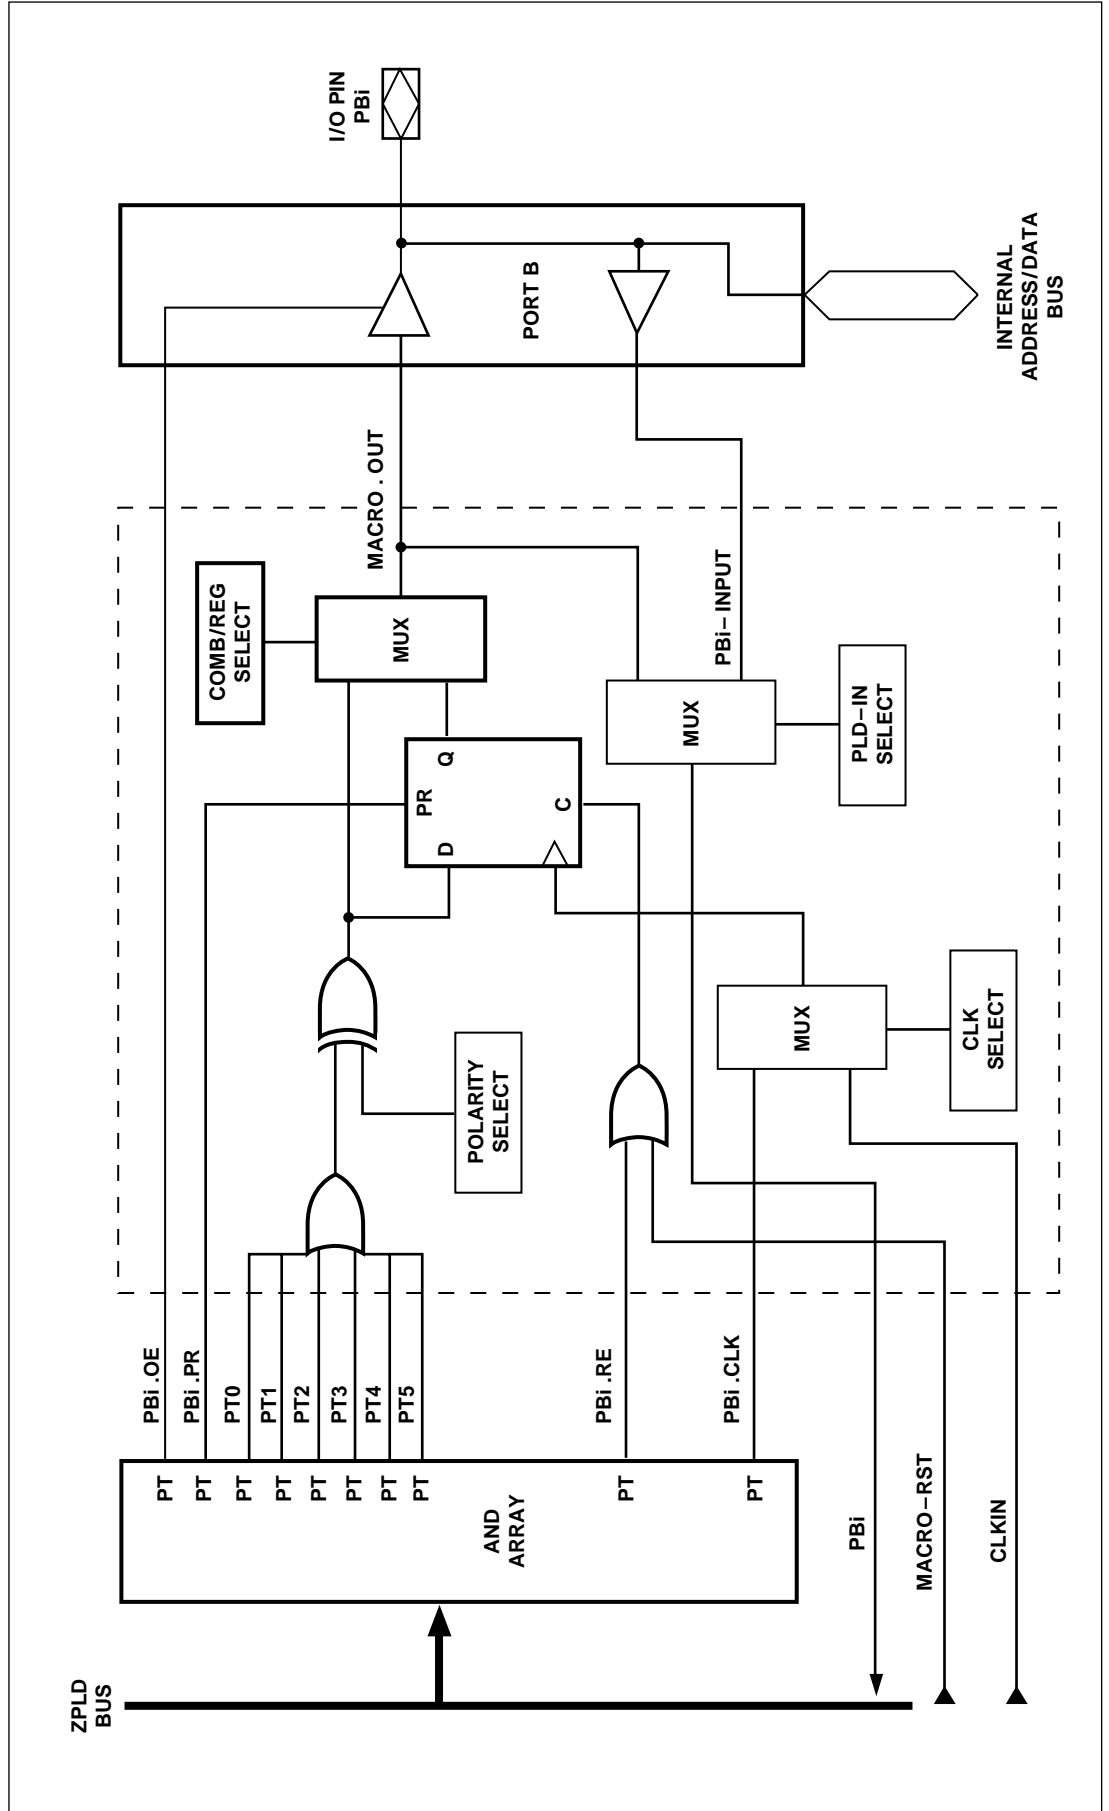 ZPLD
BUS
AND
ARRAY
PT
PT
PT
PT
PT
PT
PT
PT
PT
PT
PBi .OE
PBi .PR
PT0
PT1
PT2
PT3
PT4
PT5
PBi .RE
PBi .CLK
PBi
MACRO–RST
CLKIN
POLARITY
SELECT
MUX
CLK
SELECT
D
PR
Q
C
COMB/REG
SELECT
MUX
MUX
PLD–IN
SELECT
MACRO . OUT
PBi– INPUT
PORT B
I/O PIN
PBi
INTERNAL
ADDRESS/DATA
BUS